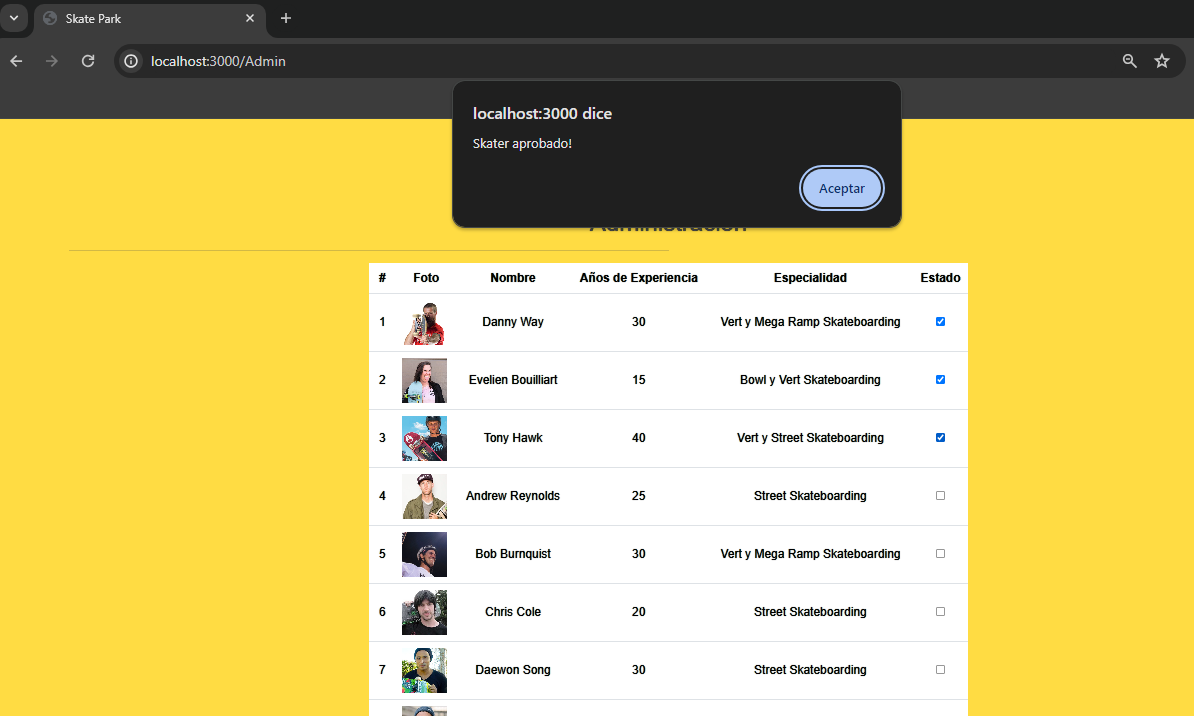 Skate Park
localhost:3000/Admin
localhost:3000 dice
Skater aprobado!
Aceptar
Administración
# Foto Nombre Años de Experiencia Especialidad Estado
1 Danny Way 30 Vert y Mega Ramp Skateboarding
2 Evelien Bouilliart 15 Bowl y Vert Skateboarding
3 Tony Hawk 40 Vert y Street Skateboarding
4 Andrew Reynolds 25 Street Skateboarding
5 Bob Burnquist 30 Vert y Mega Ramp Skateboarding
6 Chris Cole 20 Street Skateboarding
7 Daewon Song 30 Street Skateboarding